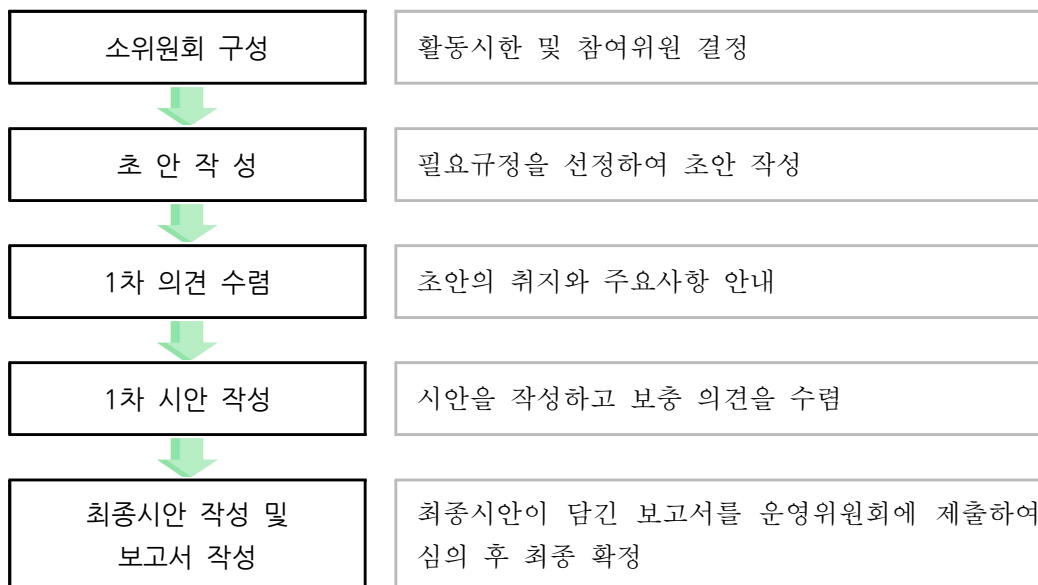 소위원회 구성
활동시한 및 참여위원 결정
초 안 작 성
필요규정을 선정하여 초안 작성
1차 의견 수렴
초안의 취지와 주요사항 안내
1차 시안 작성
시안을 작성하고 보충 의견을 수렴
최종시안 작성 및
보고서 작성
최종시안이 담긴 보고서를 운영위원회에 제출하여
심의 후 최종 확정